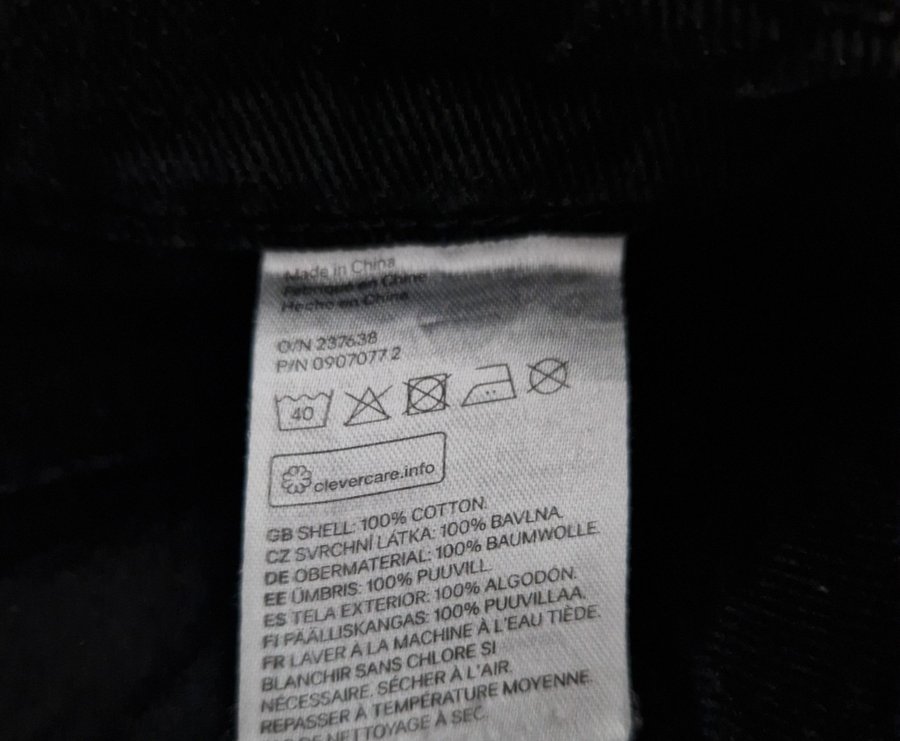 Made in China
Fabriqué en Chine
Hecho en China
O/N 237638
P/N 0907077 2
40
clevercare.info
GB SHELL: 100% COTTON.
CZ SVRCHNÍ LÁTKA: 100% BAVLNA.
DE OBERMATERIAL: 100% BAUMWOLLE.
EE ÜMBRIS: 100% PUUVILL.
ES TELA EXTERIOR: 100% ALGODÓN.
FI PÄÄLLISKANGAS: 100% PUUVILLAA.
FR LAVER À LA MACHINE À L'EAU TIÈDE.
BLANCHIR SANS CHLORE SI
NÉCESSAIRE. SÉCHER À L'AIR.
REPASSER À TEMPÉRATURE MOYENNE.
DE NETTOYAGE À SEC.